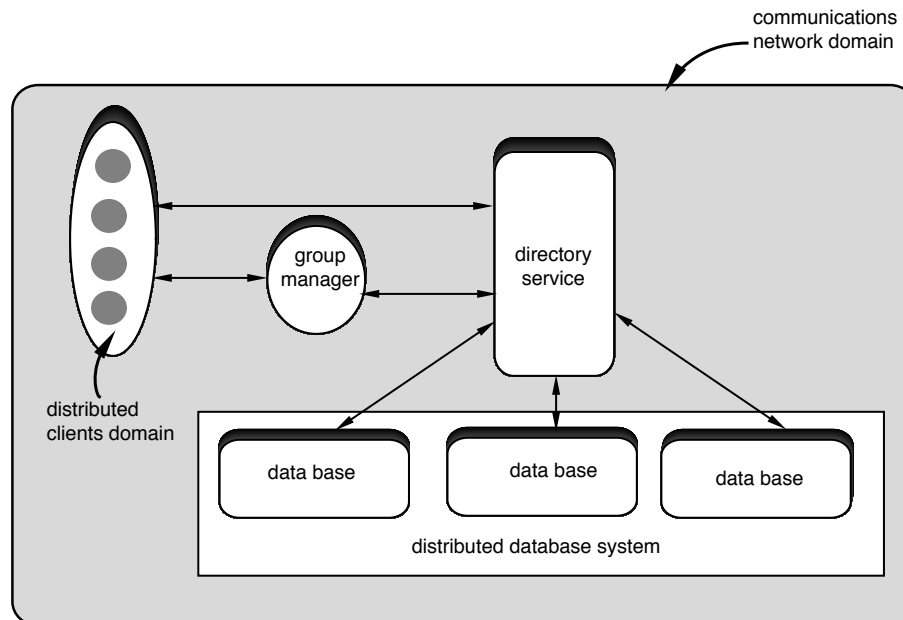 communications
network domain
group
manager
directory
service
distributed
clients domain
data base
data base
data base
distributed database system